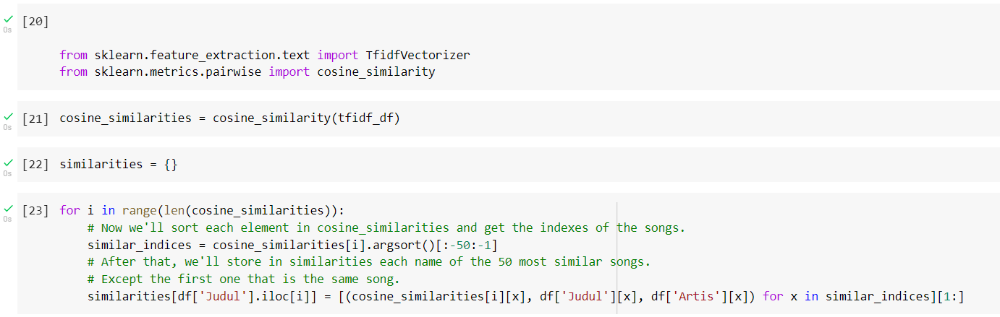 [20]
0s
from sklearn.feature_extraction.text import TfidfVectorizer
from sklearn.metrics.pairwise import cosine_similarity
[21] cosine_similarities = cosine_similarity(tfidf_df)
0s
[22] similarities = {}
0s
[23] for i in range(len(cosine_similarities)):
0s
# Now we'll sort each element in cosine_similarities and get the indexes of the songs.
similar_indices = cosine_similarities[i].argsort()[:-50:-1]
# After that, we'll store in similarities each name of the 50 most similar songs.
# Except the first one that is the same song.
similarities[df['Judul'].iloc[i]] = [(cosine_similarities[i][x], df['Judul'][x], df['Artis'][x]) for x in similar_indices][1:]